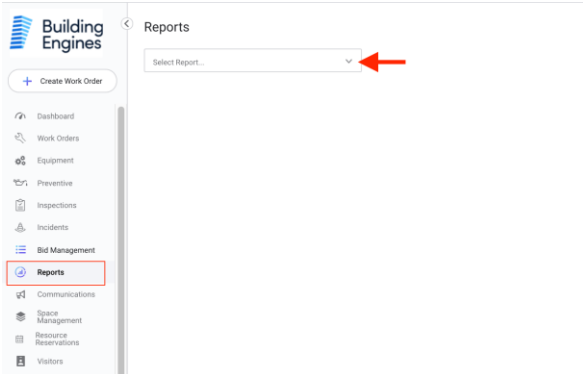 Building
Engines
Reports
Select Report...
+ Create Work Order
Dashboard
Work Orders
Equipment
Preventive
Inspections
Incidents
Bid Management
Reports
Communications
Space
Management
Resource
Reservations
Visitors